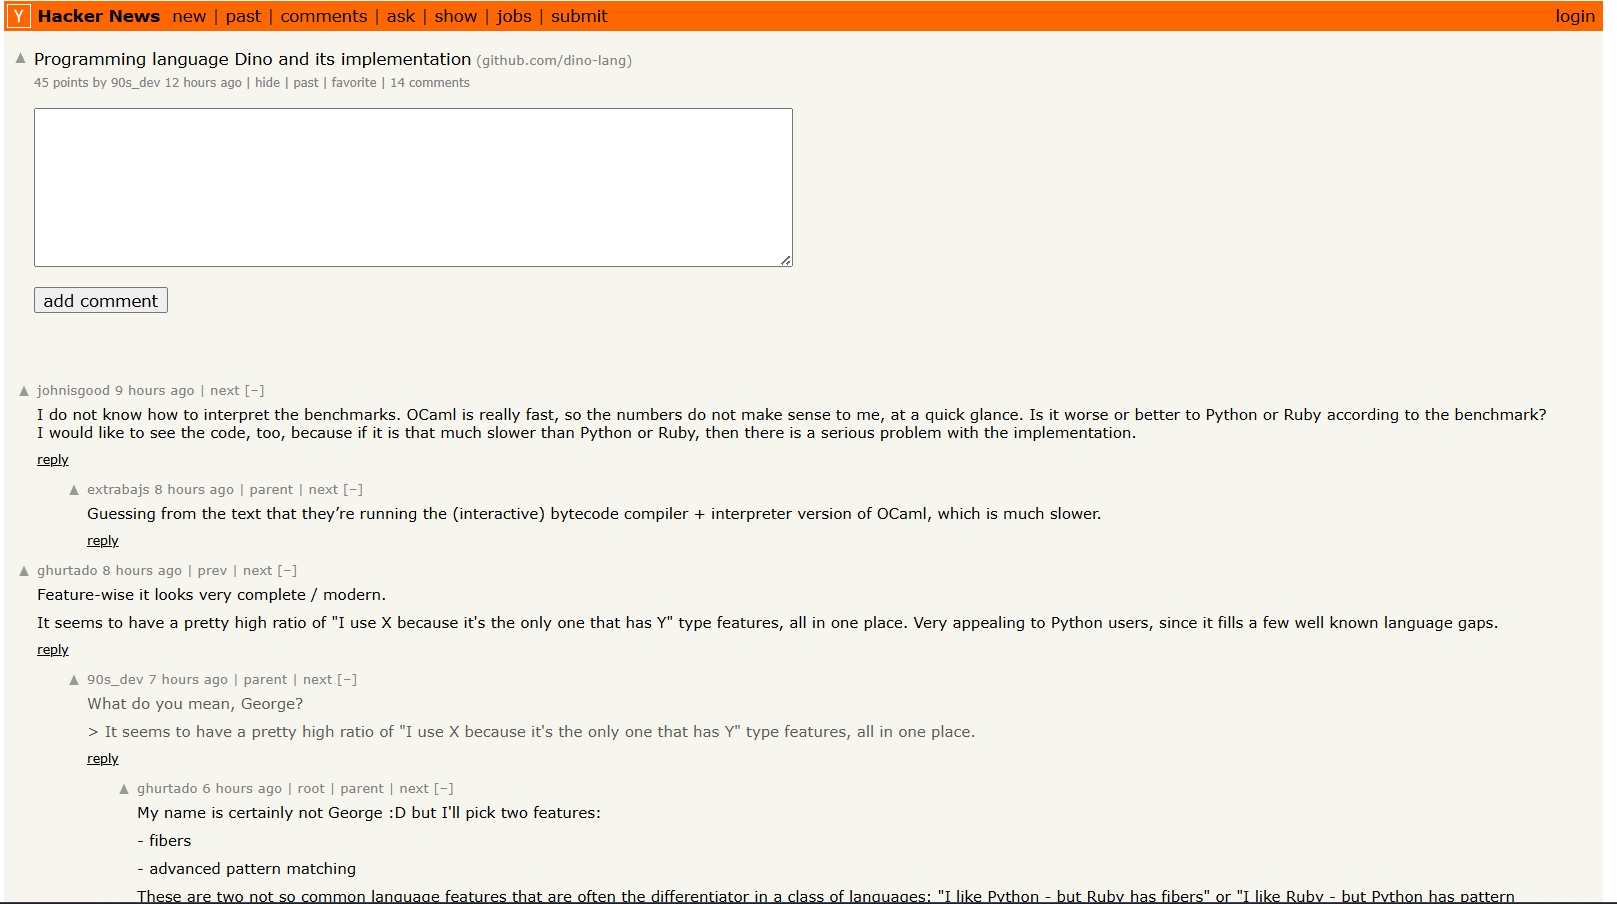 Y Hacker News new | past | comments | ask | show | jobs | submit login
▲ Programming language Dino and its implementation (github.com/dino-lang)
45 points by 90s_dev 12 hours ago | hide | past | favorite | 14 comments
add comment
▲ johnisgood 9 hours ago | next [–]
I do not know how to interpret the benchmarks. OCaml is really fast, so the numbers do not make sense to me, at a quick glance. Is it worse or better to Python or Ruby according to the benchmark?
I would like to see the code, too, because if it is that much slower than Python or Ruby, then there is a serious problem with the implementation.
reply
▲ extrabajs 8 hours ago | parent | next [–]
Guessing from the text that they’re running the (interactive) bytecode compiler + interpreter version of OCaml, which is much slower.
reply
▲ ghurtado 8 hours ago | prev | next [–]
Feature-wise it looks very complete / modern.
It seems to have a pretty high ratio of "I use X because it's the only one that has Y" type features, all in one place. Very appealing to Python users, since it fills a few well known language gaps.
reply
▲ 90s_dev 7 hours ago | parent | next [–]
What do you mean, George?
> It seems to have a pretty high ratio of "I use X because it's the only one that has Y" type features, all in one place.
reply
▲ ghurtado 6 hours ago | root | parent | next [–]
My name is certainly not George :D but I'll pick two features:
- fibers
- advanced pattern matching
These are two not so common language features that are often the differentiator in a class of languages: "I like Python - but Ruby has fibers" or "I like Ruby - but Python has pattern